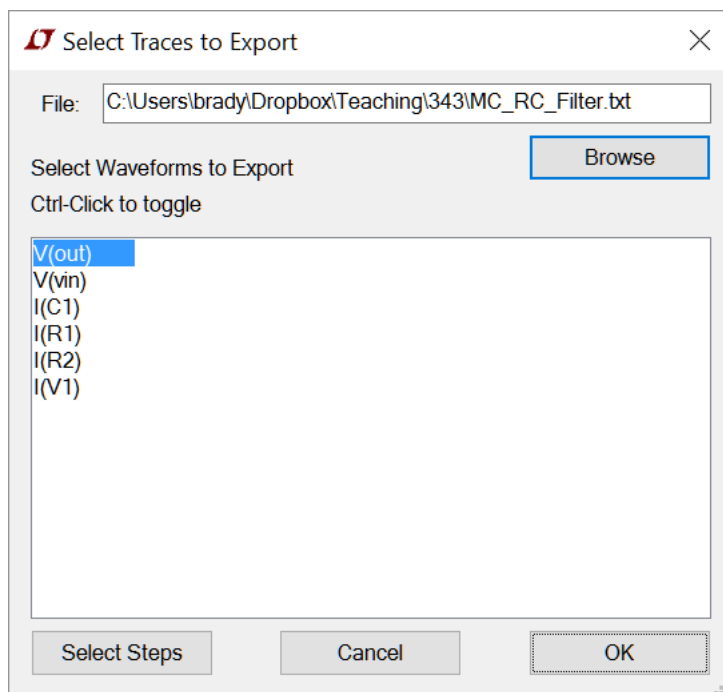 Select Traces to Export
File: C:\Users\brady\Dropbox\Teaching\343\MC_RC_Filter.txt
Browse
Select Waveforms to Export
Ctrl-Click to toggle
V(out)
V(vin)
I(C1)
I(R1)
I(R2)
I(V1)
Select Steps Cancel OK